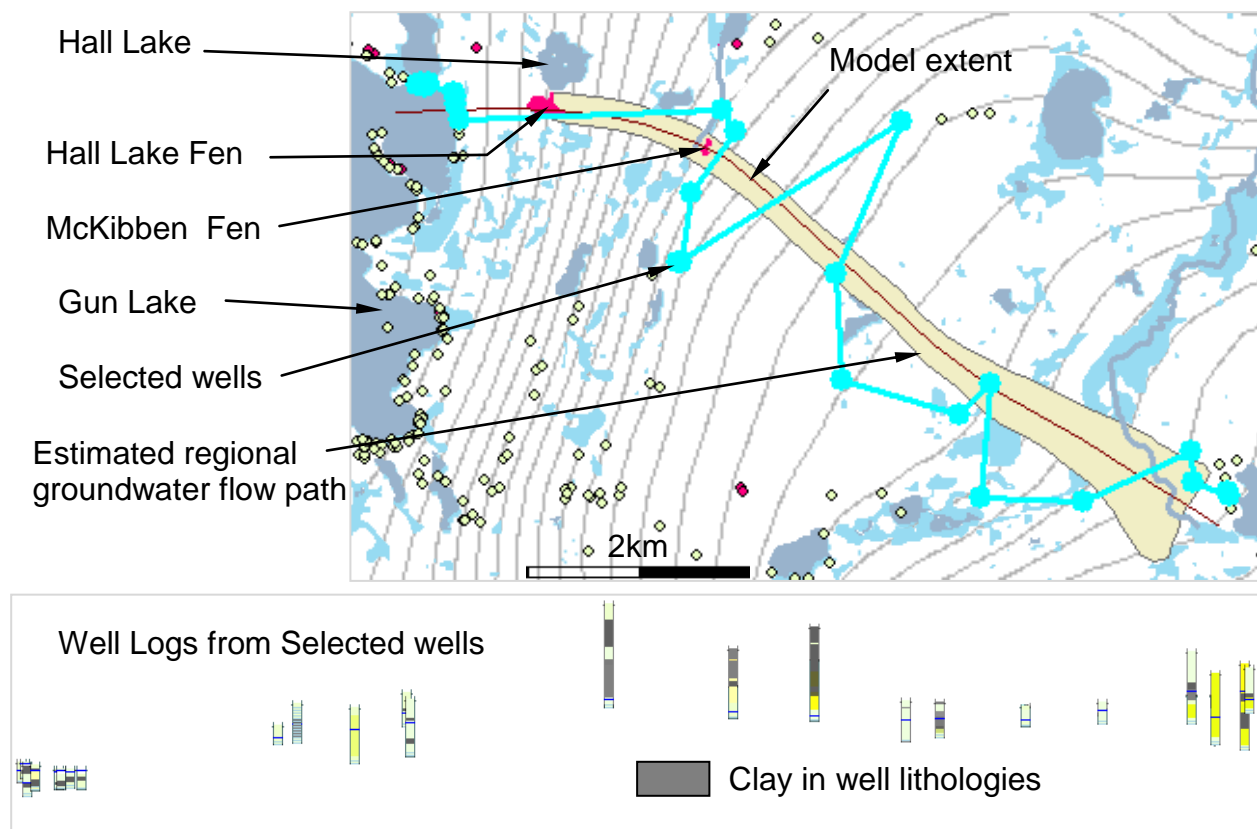 Hall Lake
Model extent
Hall Lake Fen
McKibben Fen
Gun Lake
Selected wells
Estimated regional
groundwater flow path
2km
Well Logs from Selected wells
Clay in well lithologies